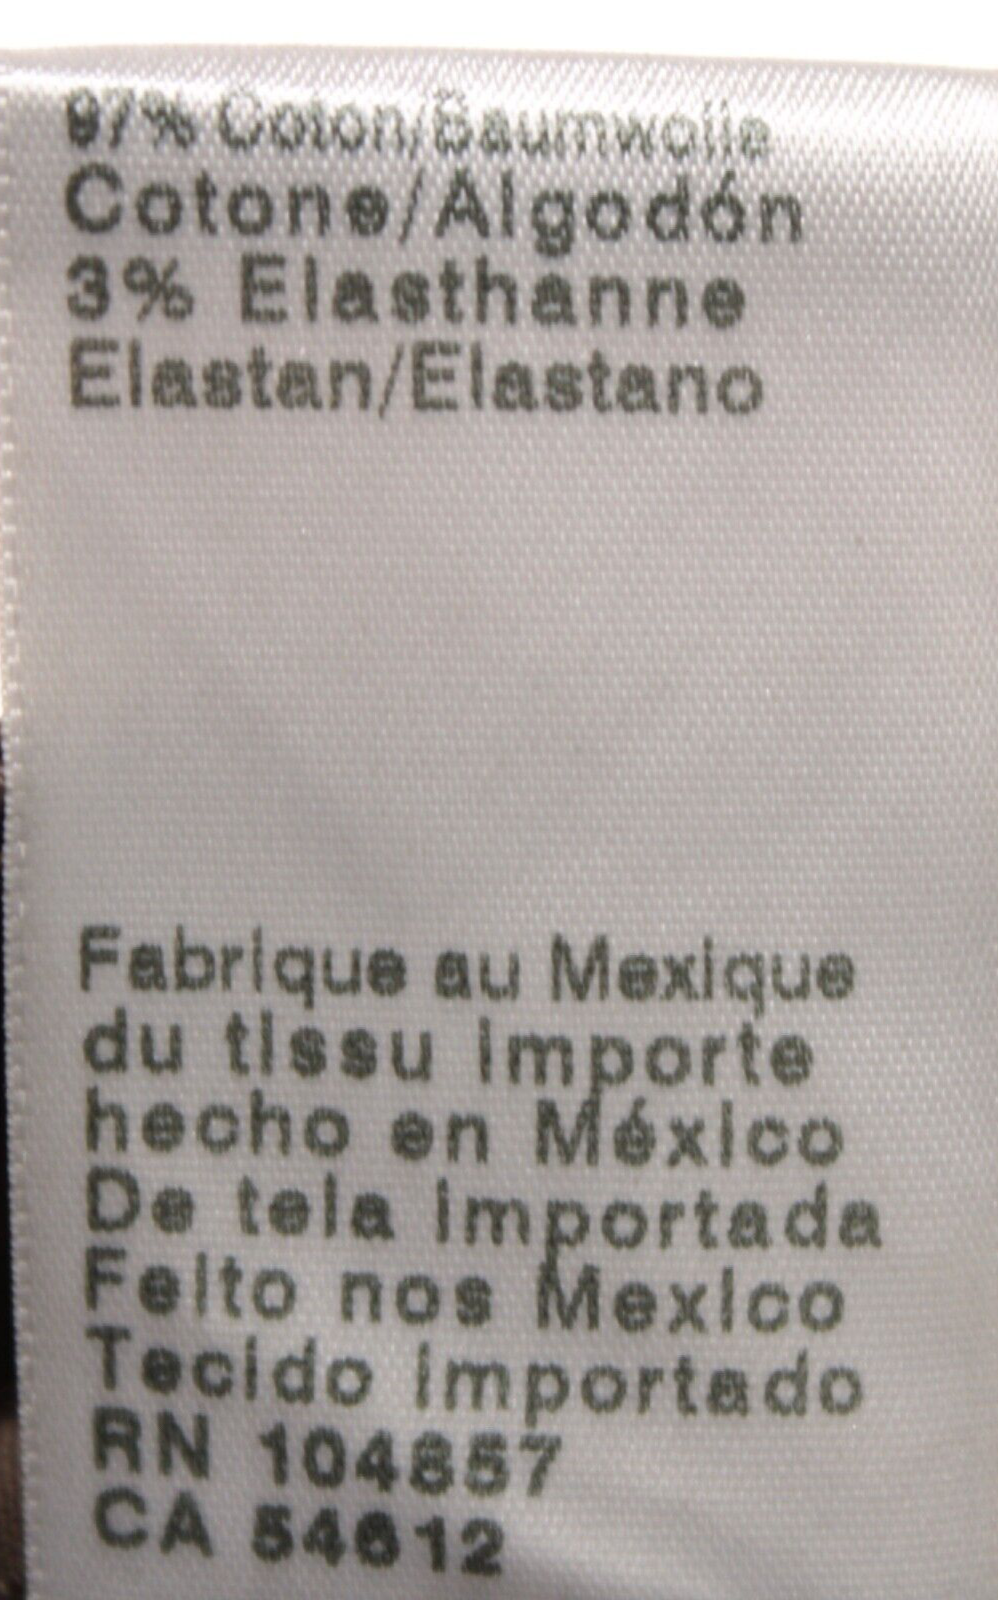 97% Coton/Baumwolle
Cotone/Algodón
3% Elasthanne
Elastan/Elastano
Fabrique au Mexique
du tissu importe
hecho en México
De tela importada
Feito nos Mexico
Tecido importado
RN 104857
CA 54612